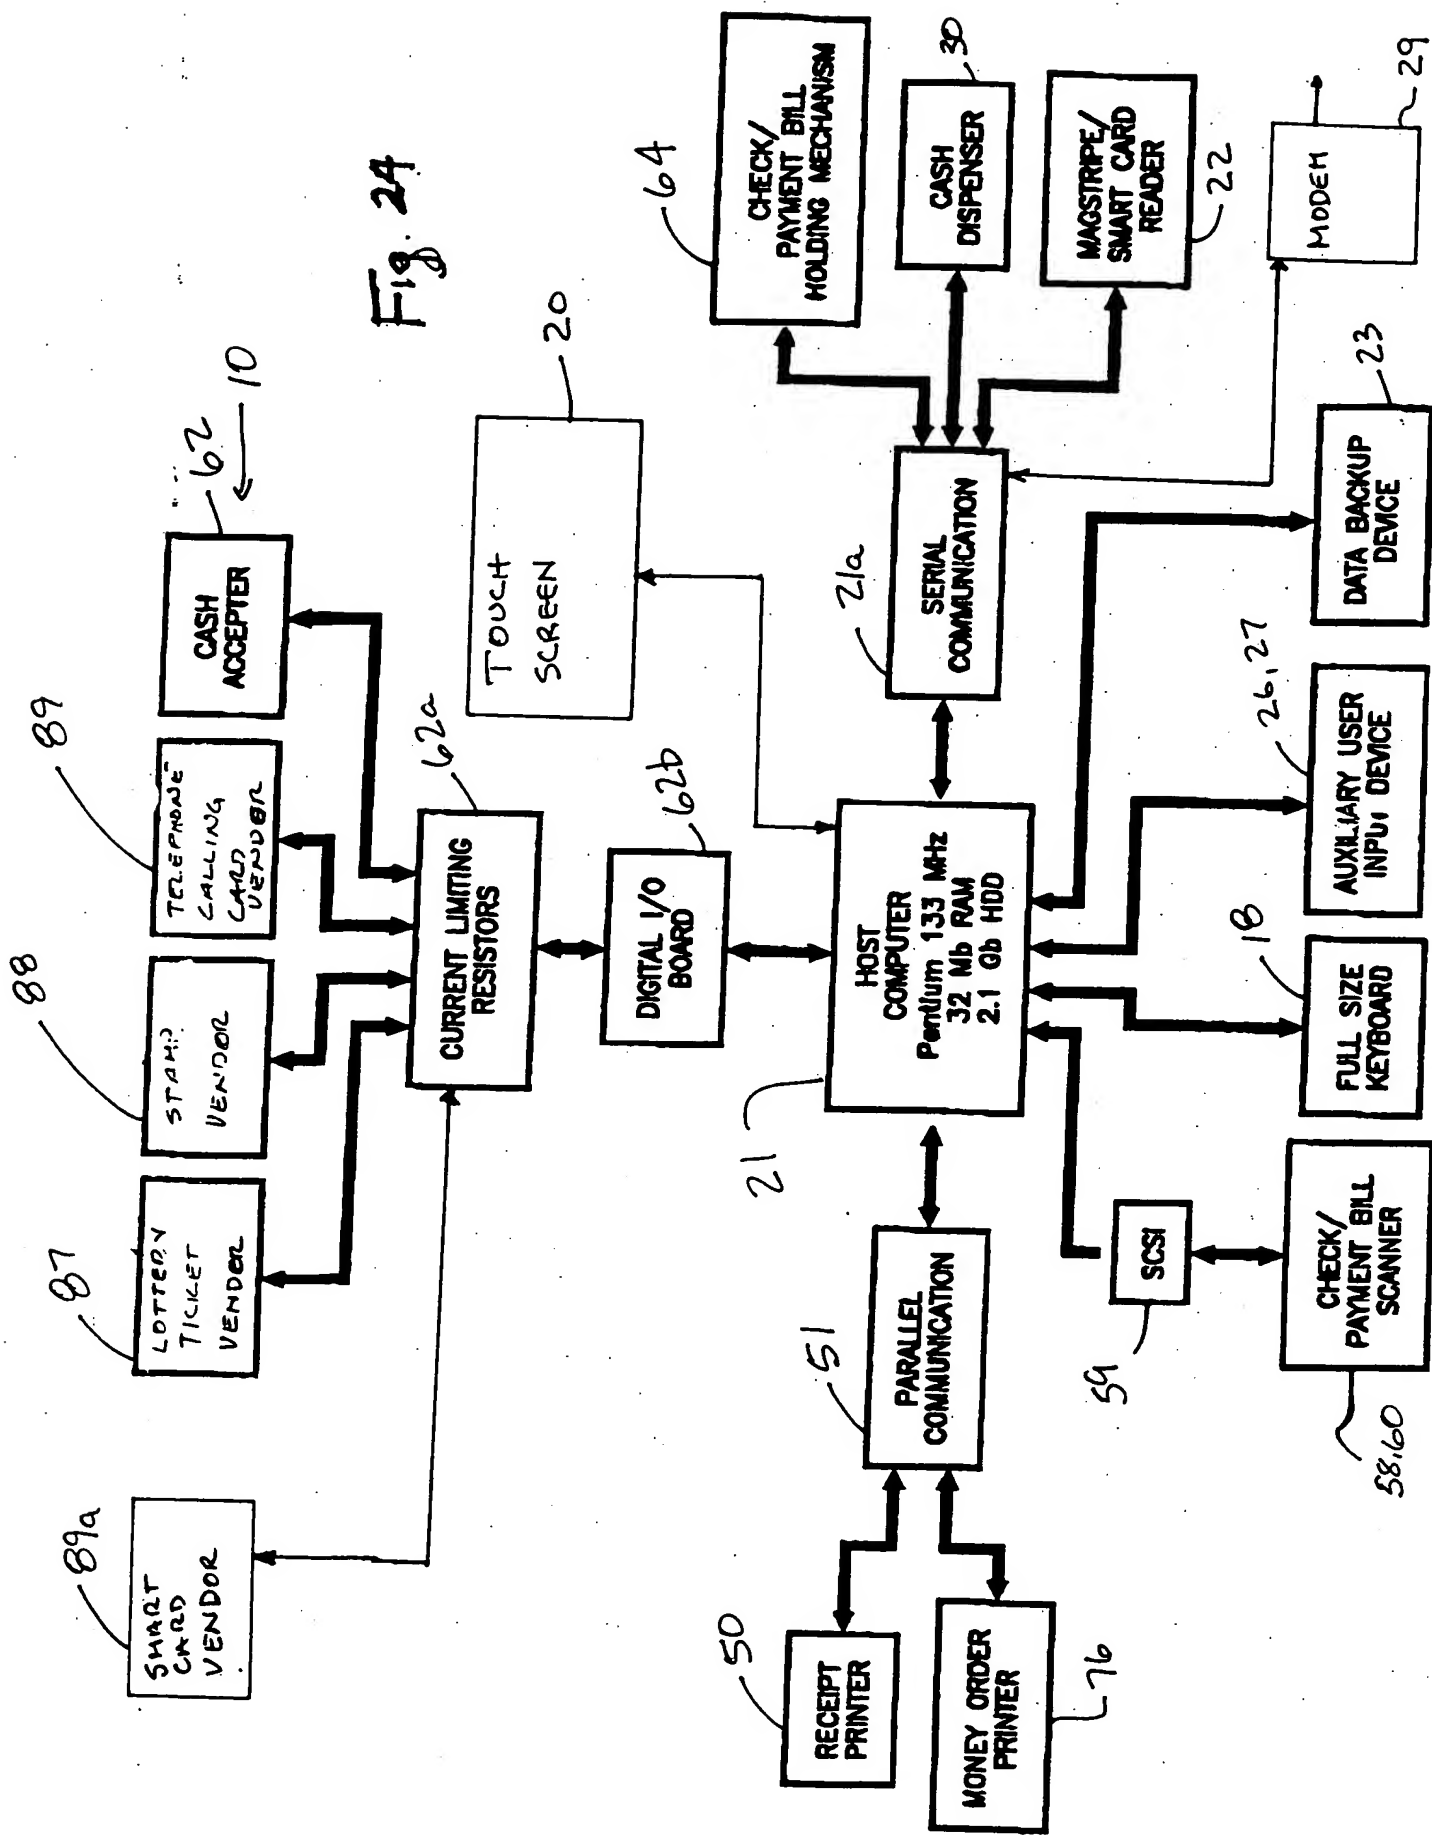 Fig. 24
10
89a
SMART
CARD
VENDOR
87
LOTTERY
TICKET
VENDER
88
STAMP
VENDOR
89
TELEPHONE
CALLING
CARD
VENDER
62
CASH
ACCEPTER
62a
CURRENT LIMITING
RESISTORS
20
TOUCH
SCREEN
62b
DIGITAL I/O
BOARD
64
CHECK/
PAYMENT BILL
HOLDING MECHANISM
30
CASH
DISPENSER
MAGSTRIPE/
SMART CARD
READER
22
50
RECEIPT
PRINTER
MONEY ORDER
PRINTER
76
51
PARALLEL
COMMUNICATION
21
HOST
COMPUTER
Pentium 133 MHz
32 Mb RAM
2.1 Gb HDD
21a
SERIAL
COMMUNICATION
MODEM
29
59
SCSI
CHECK/
PAYMENT BILL
SCANNER
58,60
18
FULL SIZE
KEYBOARD
26,27
AUXILIARY USER
INPUT DEVICE
23
DATA BACKUP
DEVICE